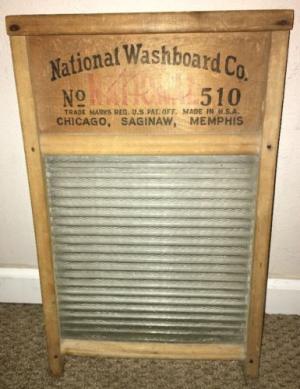 National Washboard Co.
No 510
TRADE MARKS REG. U.S. PAT. OFF. MADE IN U.S.A.
CHICAGO, SAGINAW, MEMPHIS